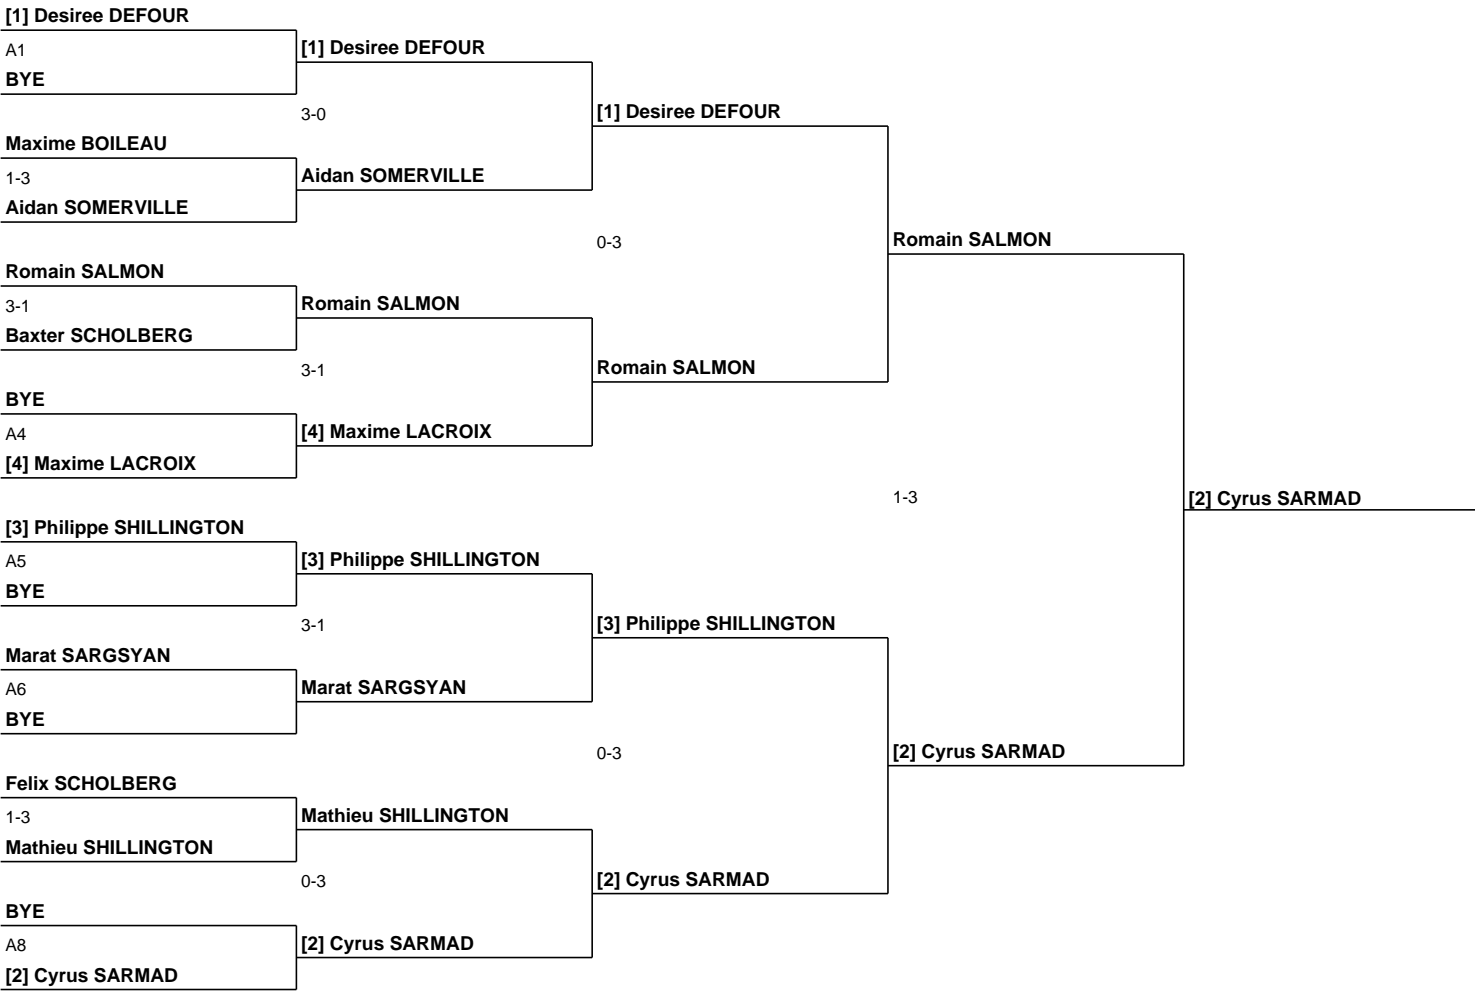 [1] Desiree DEFOUR
A1
BYE
[1] Desiree DEFOUR
3-0
[1] Desiree DEFOUR
Maxime BOILEAU
1-3
Aidan SOMERVILLE
Aidan SOMERVILLE
0-3
Romain SALMON
Romain SALMON
3-1
Baxter SCHOLBERG
Romain SALMON
3-1
Romain SALMON
BYE
A4
[4] Maxime LACROIX
[4] Maxime LACROIX
1-3
[2] Cyrus SARMAD
[3] Philippe SHILLINGTON
A5
BYE
[3] Philippe SHILLINGTON
3-1
[3] Philippe SHILLINGTON
Marat SARGSYAN
A6
BYE
Marat SARGSYAN
0-3
[2] Cyrus SARMAD
Felix SCHOLBERG
1-3
Mathieu SHILLINGTON
Mathieu SHILLINGTON
0-3
[2] Cyrus SARMAD
BYE
A8
[2] Cyrus SARMAD
[2] Cyrus SARMAD